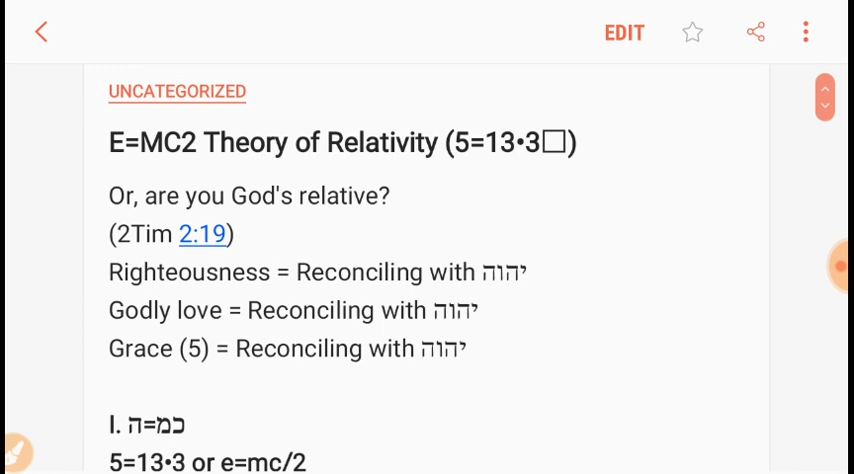 EDIT
UNCATEGORIZED
E=MC2 Theory of Relativity (5=13•3□)
Or, are you God's relative?
(2Tim 2:19)
Righteousness = Reconciling with יהוה
Godly love = Reconciling with יהוה
Grace (5) = Reconciling with יהוה
I. ה=מכ
5=13•3 or e=mc/2